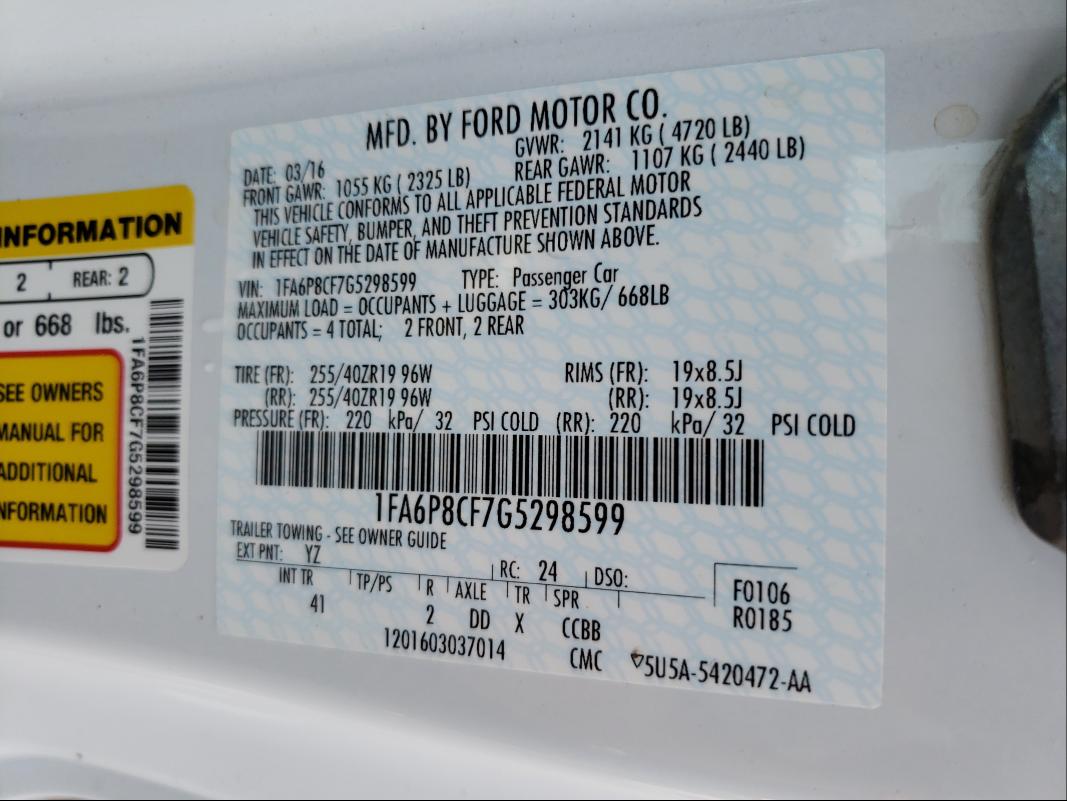 INFORMATION
2 REAR: 2
or 668 lbs.
SEE OWNERS
MANUAL FOR
ADDITIONAL
INFORMATION
1FA6P8CF7G5298599
MFD. BY FORD MOTOR CO.
DATE: 03/16 GVWR: 2141 KG ( 4720 LB)
FRONT GAWR: 1055 KG ( 2325 LB) REAR GAWR: 1107 KG ( 2440 LB)
THIS VEHICLE CONFORMS TO ALL APPLICABLE FEDERAL MOTOR
VEHICLE SAFETY, BUMPER, AND THEFT PREVENTION STANDARDS
IN EFFECT ON THE DATE OF MANUFACTURE SHOWN ABOVE.
VIN: 1FA6P8CF7G5298599 TYPE: Passenger Car
MAXIMUM LOAD = OCCUPANTS + LUGGAGE = 303KG/ 668LB
OCCUPANTS = 4 TOTAL; 2 FRONT, 2 REAR
TIRE (FR): 255/40ZR19 96W RIMS (FR): 19x8.5J
(RR): 255/40ZR19 96W (RR): 19x8.5J
PRESSURE (FR): 220 kPa/ 32 PSI COLD (RR): 220 kPa/ 32 PSI COLD
1FA6P8CF7G5298599
TRAILER TOWING - SEE OWNER GUIDE
EXT PNT: YZ RC: 24 DSO:
INT TR TP/PS R AXLE TR SPR F0106
41 2 DD X CCBB R0185
1201603037014 CMC 5U5A-5420472-AA